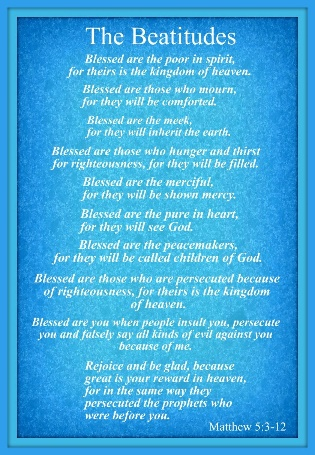 The Beatitudes
Blessed are the poor in spirit,
for theirs is the kingdom of heaven.
Blessed are those who mourn,
for they will be comforted.
Blessed are the meek,
for they will inherit the earth.
Blessed are those who hunger and thirst
for righteousness, for they will be filled.
Blessed are the merciful,
for they will be shown mercy.
Blessed are the pure in heart,
for they will see God.
Blessed are the peacemakers,
for they will be called children of God.
Blessed are those who are persecuted because
of righteousness, for theirs is the kingdom
of heaven.
Blessed are you when people insult you, persecute
you and falsely say all kinds of evil against you
because of me.
Rejoice and be glad, because
great is your reward in heaven,
for in the same way they
persecuted the prophets who
were before you.
Matthew 5:3-12